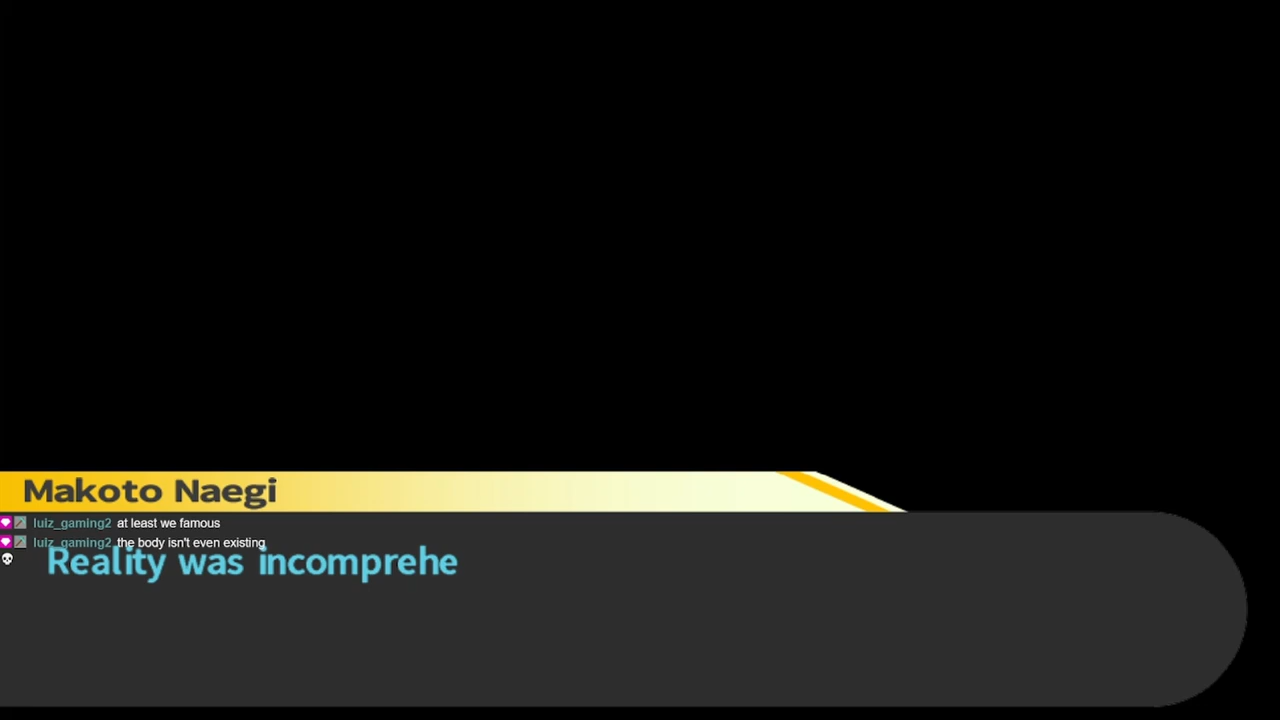 Makoto Naegi
luiz_gaming2 at least we famous
luiz_gaming2 the body isn't even existing
Reality was incomprehe